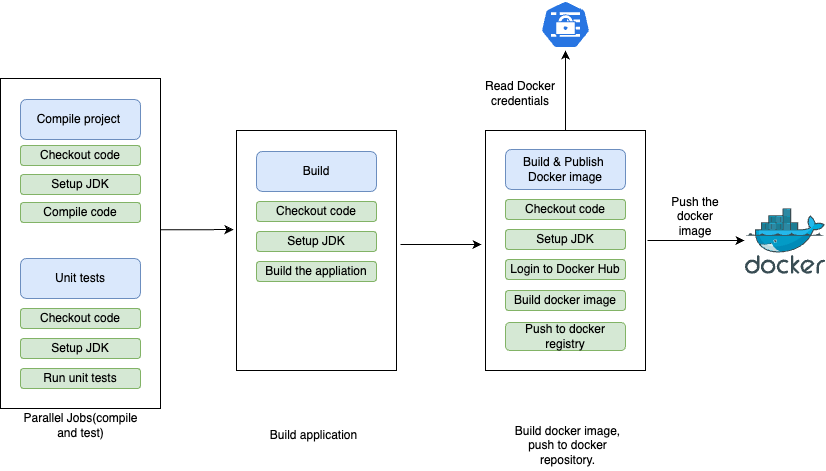 Read Docker
credentials
Compile project
Checkout code
Setup JDK
Compile code
Unit tests
Checkout code
Setup JDK
Run unit tests
Parallel Jobs(compile
and test)
Build
Checkout code
Setup JDK
Build the appliation
Build application
Build & Publish
Docker image
Checkout code
Setup JDK
Login to Docker Hub
Build docker image
Push to docker
registry
Build docker image,
push to docker
repository.
Push the
docker
image
docker